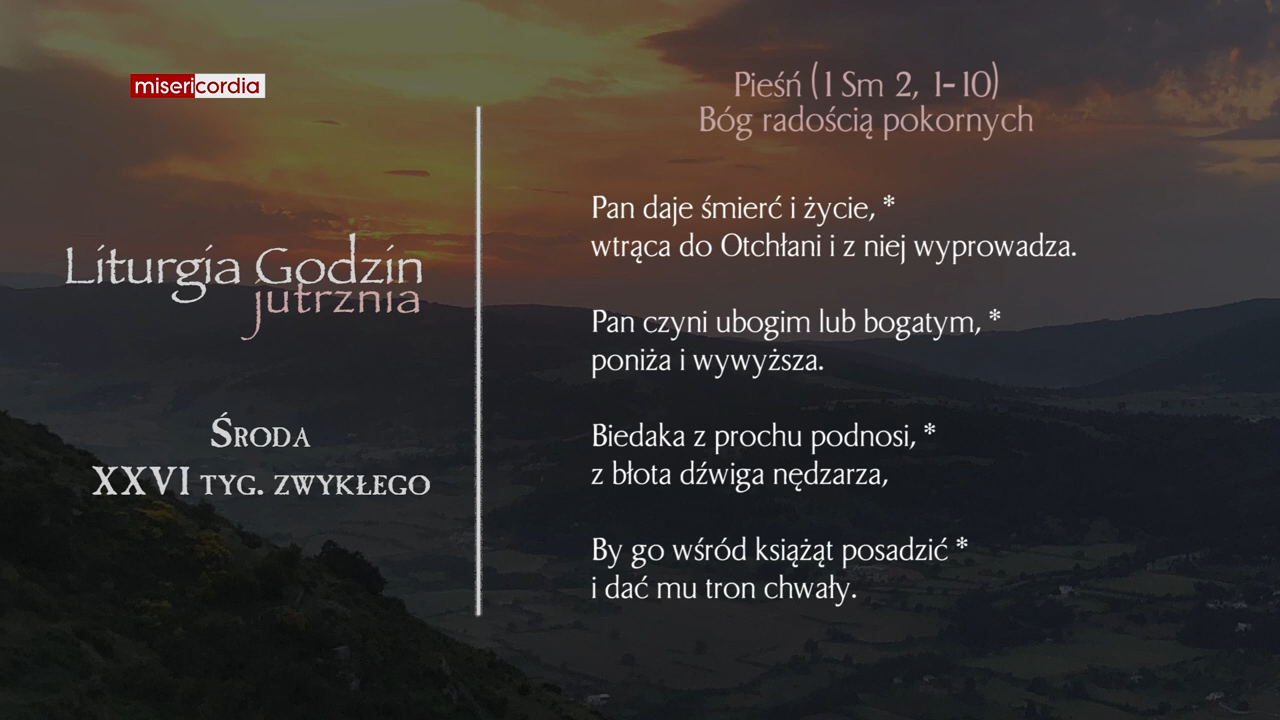 misericordia
Liturgia Godzin
jutrznia
Środa
XXVI tyg. zwykłego
Pieśń (1 Sm 2, 1-10)
Bóg radością pokornych
Pan daje śmierć i życie, *
wtrąca do Otchłani i z niej wyprowadza.
Pan czyni ubogim lub bogatym, *
poniża i wywyższa.
Biedaka z prochu podnosi, *
z błota dźwiga nędzarza,
By go wśród książąt posadzić *
i dać mu tron chwały.